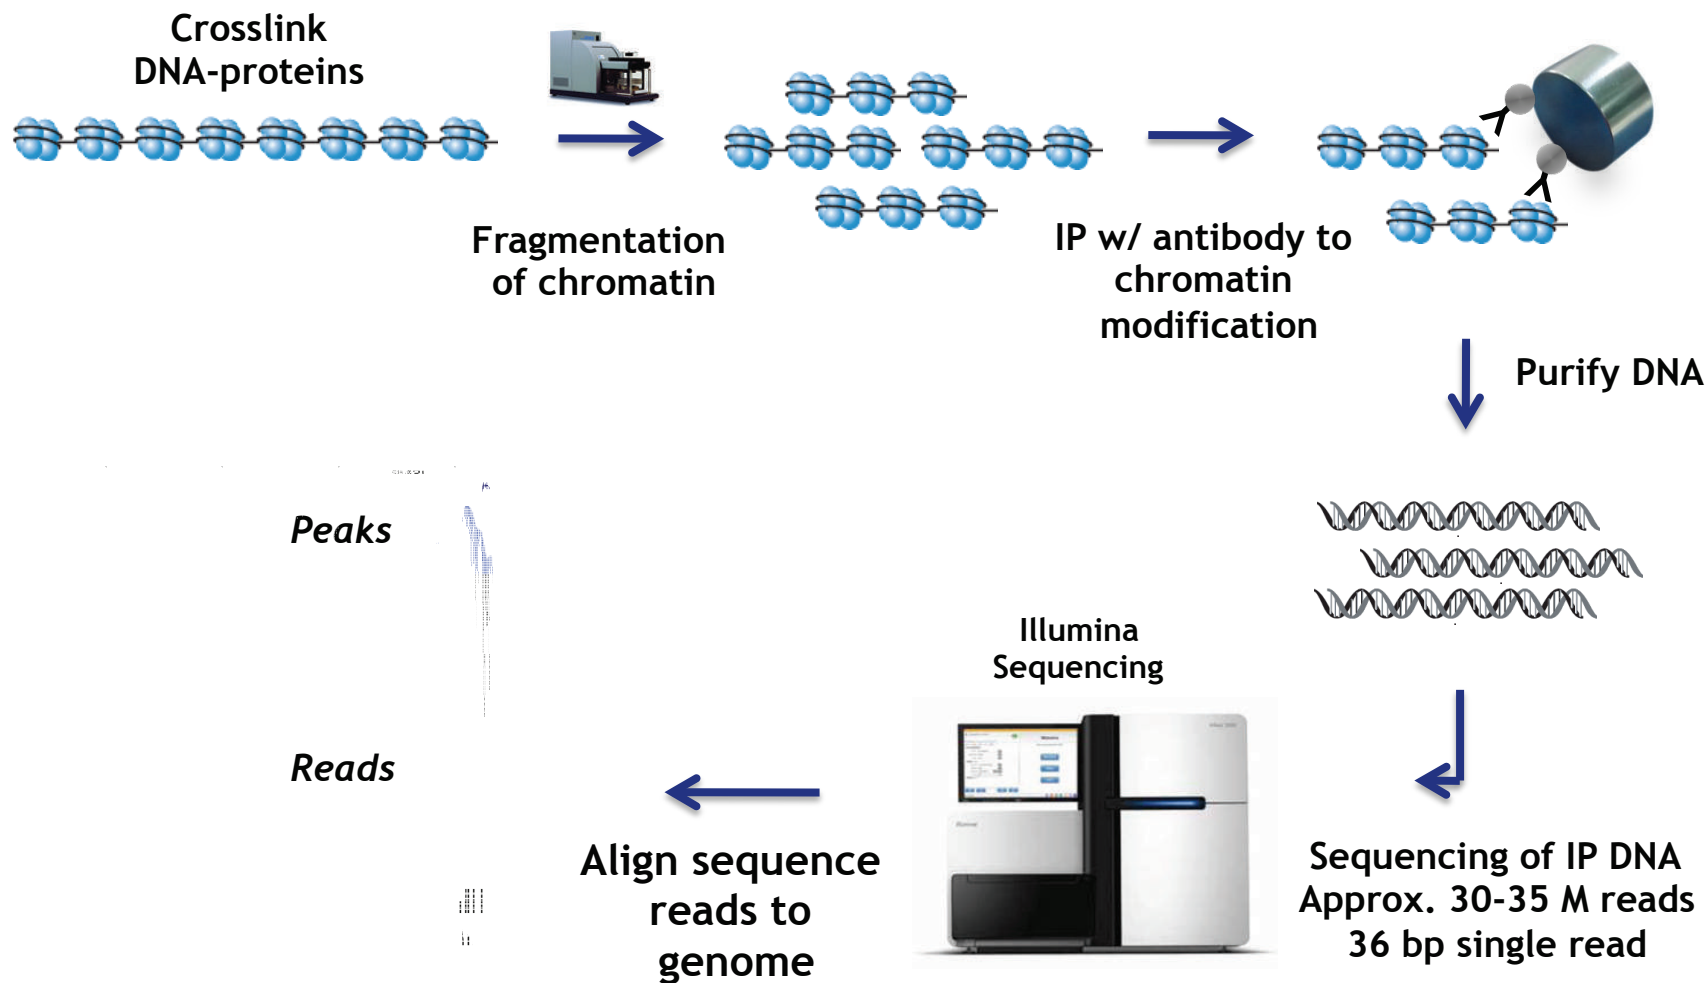 Crosslink
DNA-proteins
Fragmentation
of chromatin
IP w/ antibody to
chromatin
modification
Purify DNA
Peaks
Illumina
Sequencing
Reads
Sequencing of IP DNA
Approx. 30-35 M reads
36 bp single read
Align sequence
reads to
genome